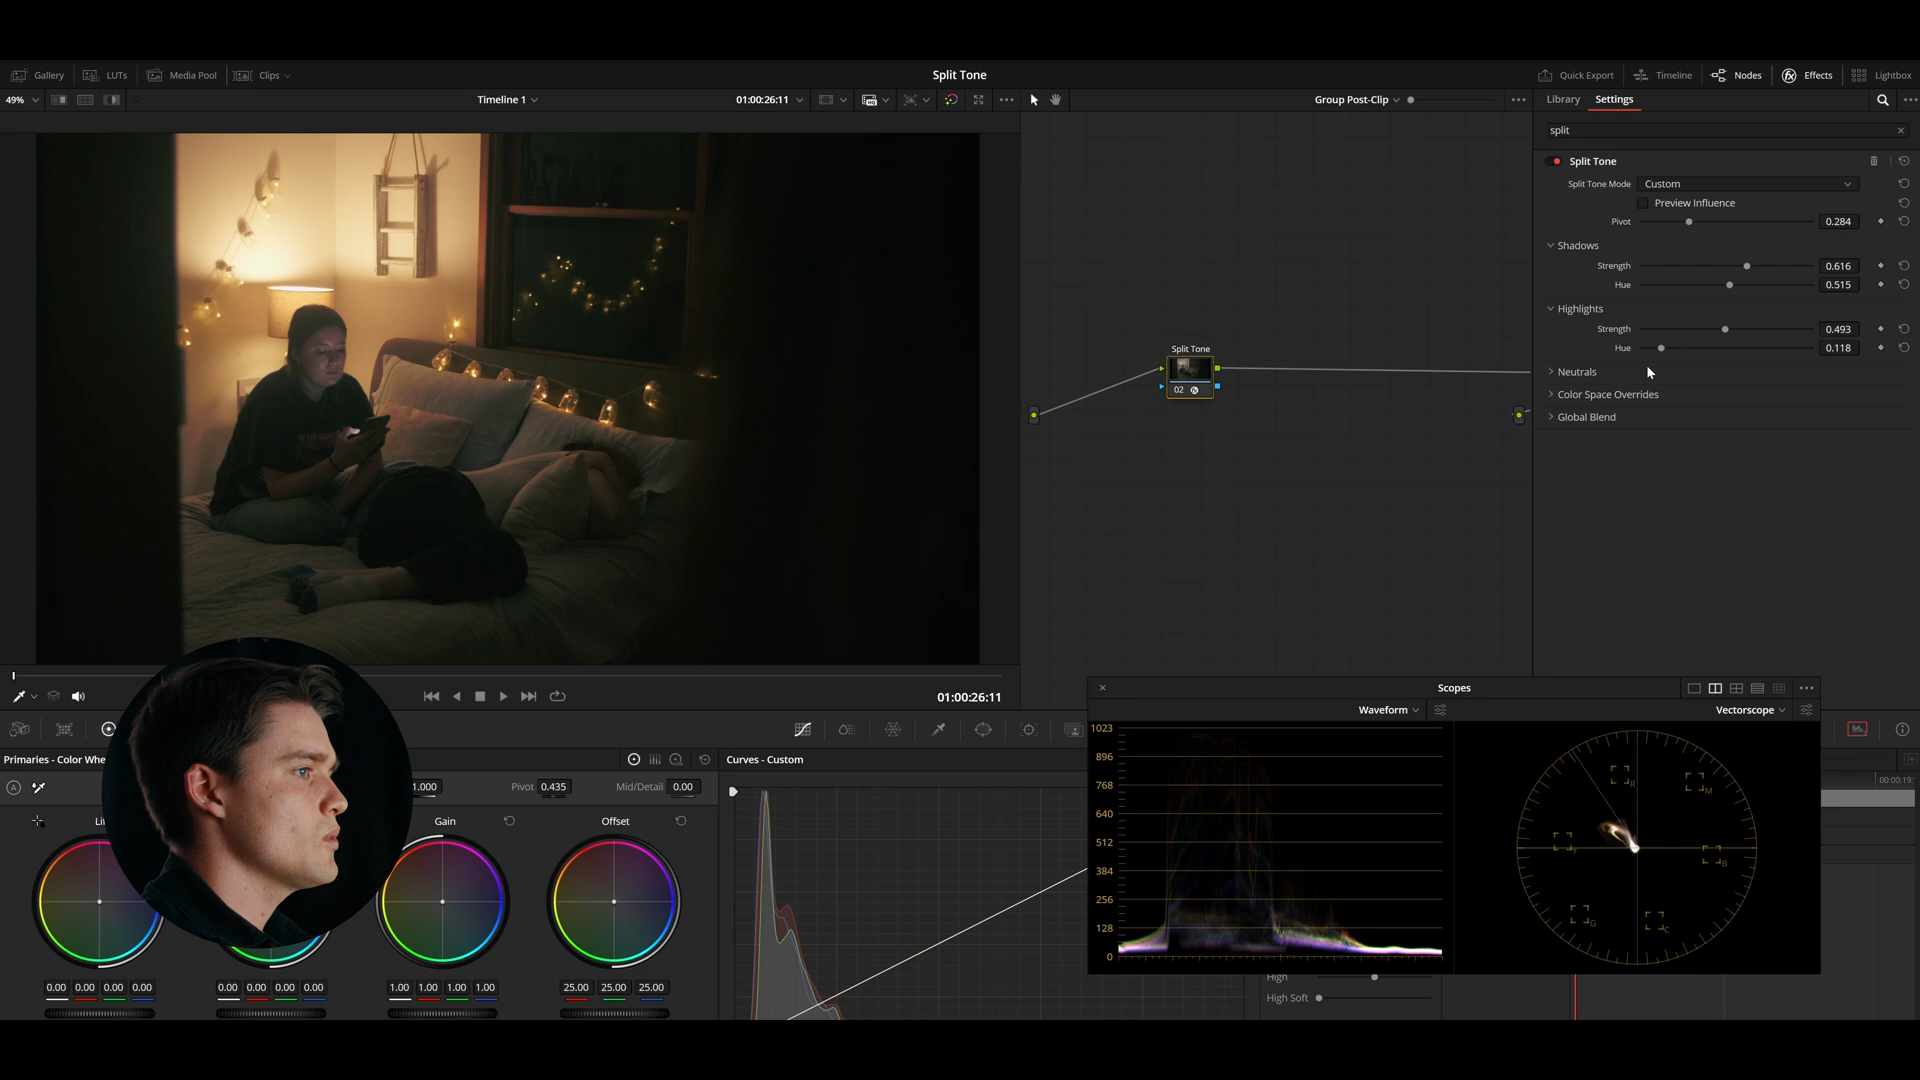 Gallery LUTs Media Pool Clips Split Tone Quick Export Timeline Nodes Effects Lightbox
49% Timeline 1 01:00:26:11 Group Post-Clip Library Settings
split
Split Tone
Split Tone Mode Custom
Preview Influence
Pivot 0.284
Shadows
Strength 0.616
Hue 0.515
Highlights
Strength 0.493
Hue 0.118
Neutrals
Color Space Overrides
Global Blend
Split Tone
02
01:00:26:11
Scopes
Waveform Vectorscope
1023
896
768
640
512
384
256
128
0
R
M
Y
B
G
C
Primaries - Color Whe
1.000 Pivot 0.435 Mid/Detail 0.00
Gain Offset
0.00 0.00 0.00 0.00
0.00 0.00 0.00 0.00
1.00 1.00 1.00 1.00
25.00 25.00 25.00
Curves - Custom
High
High Soft
00:00:19: